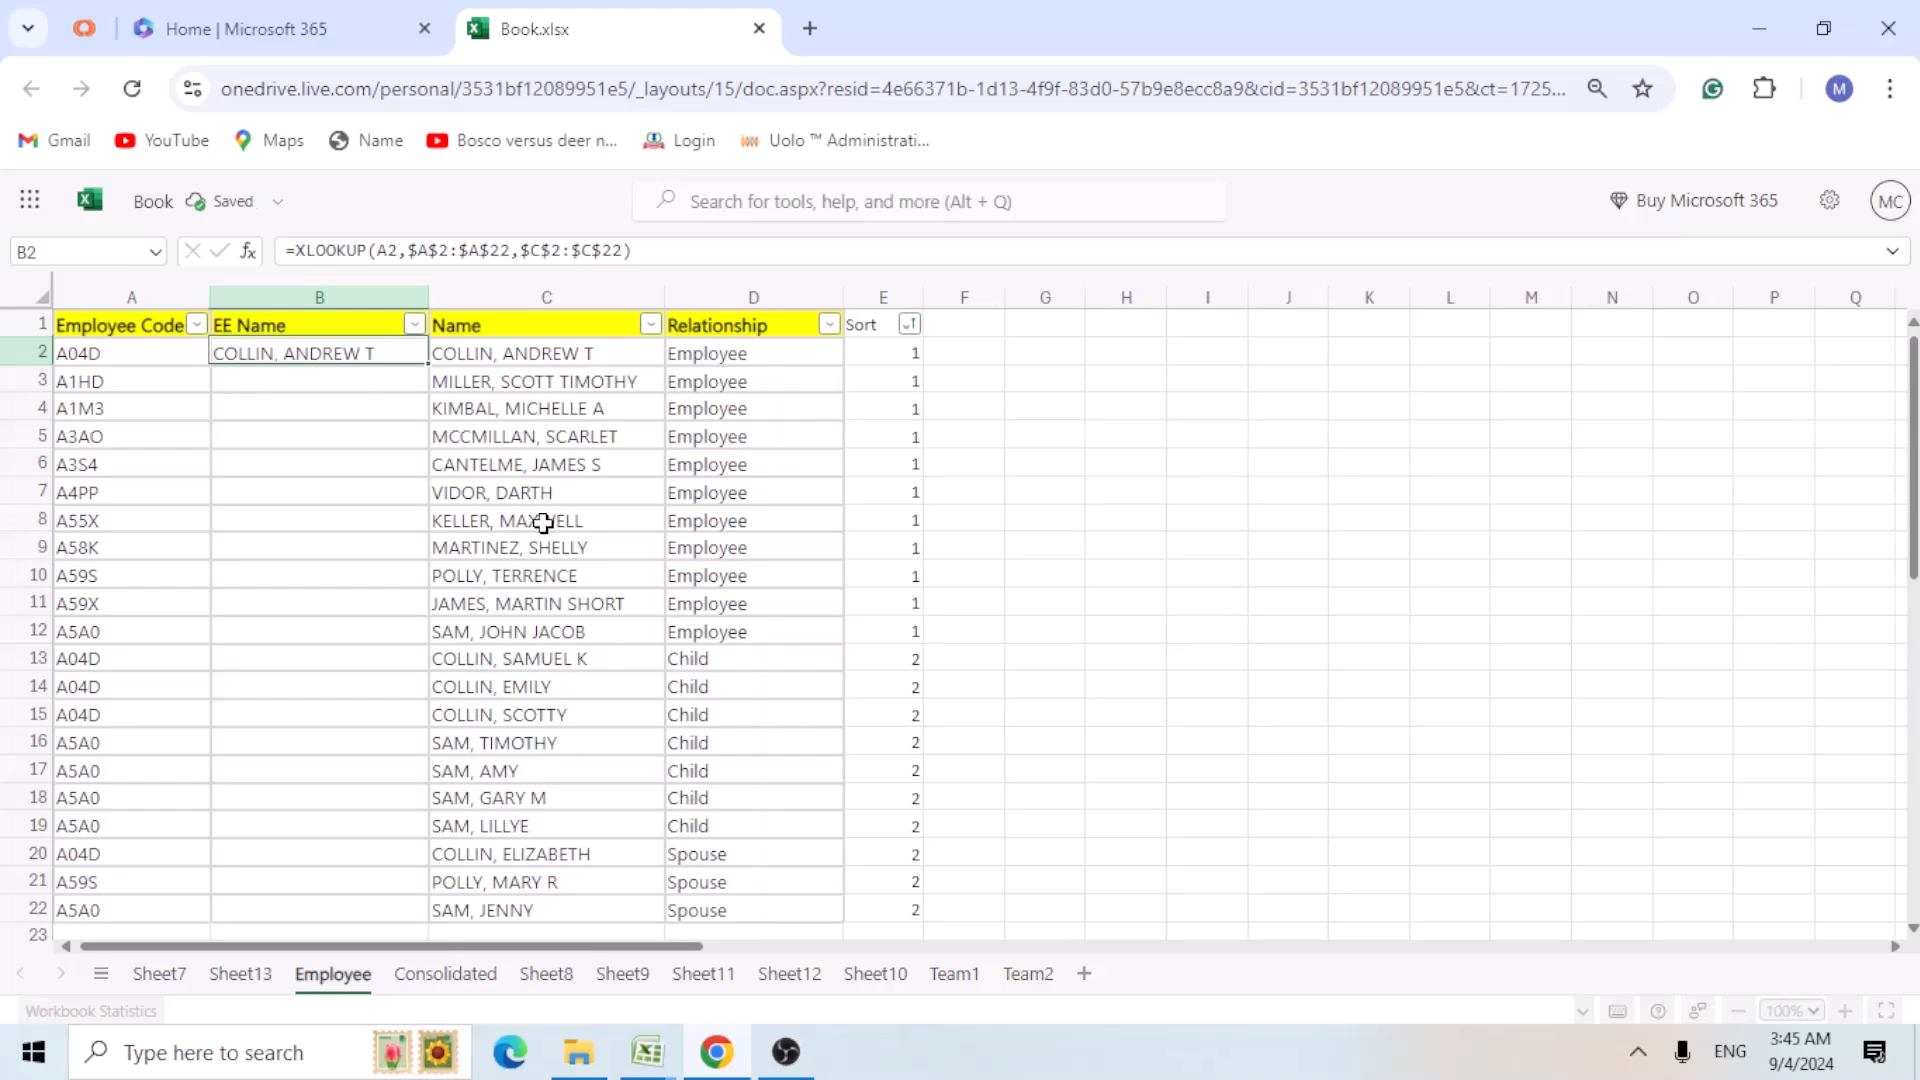 Home | Microsoft 365
Book.xlsx
onedrive.live.com/personal/3531bf12089951e5/_layouts/15/doc.aspx?resid=4e66371b-1d13-4f9f-83d0-57b9e8ecc8a9&cid=3531bf12089951e5&ct=1725...
M
Gmail YouTube Maps Name Bosco versus deer n... Login Uolo ™ Administrati...
Book Saved Search for tools, help, and more (Alt + Q) Buy Microsoft 365 MC
B2 fx =XLOOKUP(A2,$A$2:$A$22,$C$2:$C$22)
A B C D E F G H I J K L M N O P Q
1 Employee Code EE Name Name Relationship Sort
2 A04D COLLIN, ANDREW T COLLIN, ANDREW T Employee 1
3 A1HD MILLER, SCOTT TIMOTHY Employee 1
4 A1M3 KIMBAL, MICHELLE A Employee 1
5 A3AO MCCMILLAN, SCARLET Employee 1
6 A3S4 CANTELME, JAMES S Employee 1
7 A4PP VIDOR, DARTH Employee 1
8 A55X KELLER, MAXWELL Employee 1
9 A58K MARTINEZ, SHELLY Employee 1
10 A59S POLLY, TERRENCE Employee 1
11 A59X JAMES, MARTIN SHORT Employee 1
12 A5A0 SAM, JOHN JACOB Employee 1
13 A04D COLLIN, SAMUEL K Child 2
14 A04D COLLIN, EMILY Child 2
15 A04D COLLIN, SCOTTY Child 2
16 A5A0 SAM, TIMOTHY Child 2
17 A5A0 SAM, AMY Child 2
18 A5A0 SAM, GARY M Child 2
19 A5A0 SAM, LILLYE Child 2
20 A04D COLLIN, ELIZABETH Spouse 2
21 A59S POLLY, MARY R Spouse 2
22 A5A0 SAM, JENNY Spouse 2
23
Sheet7 Sheet13 Employee Consolidated Sheet8 Sheet9 Sheet11 Sheet12 Sheet10 Team1 Team2
Workbook Statistics 100%
Type here to search ENG 3:45 AM
9/4/2024